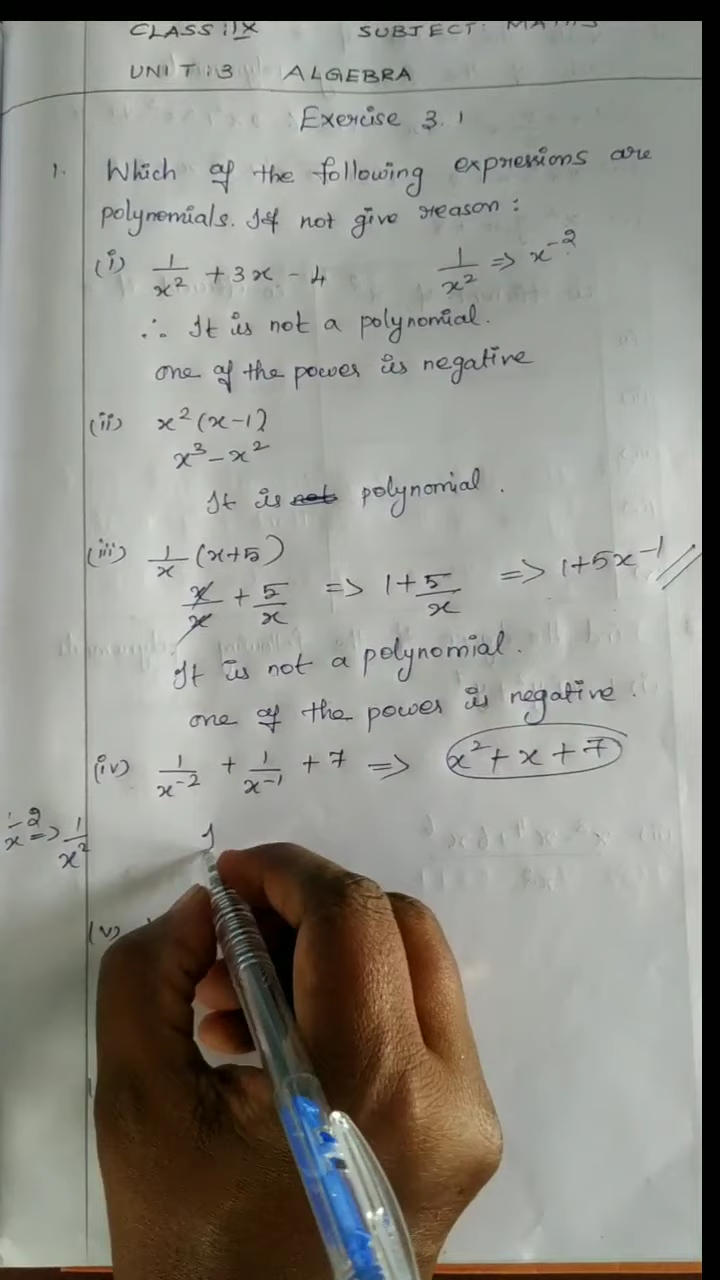 CLASS: IX SUBJECT: MATHS
UNIT: 3 ALGEBRA
Exercise 3.1
1. Which of the following expressions are
polynomials. If not give reason:
(i) 1/x² + 3x - 4 1/x² ⇒ x⁻²
∴ It is not a polynomial.
one of the power is negative
(ii) x²(x-1)
x³ - x²
It is not polynomial.
(iii) 1/x (x+5)
x/x + 5/x ⇒ 1 + 5/x ⇒ 1+5x⁻¹ //
It is not a polynomial.
one of the power is negative.
(iv) 1/x⁻² + 1/x⁻¹ + 7 ⇒ x² + x + 7
x⁻² ⇒ 1/x²
(v)